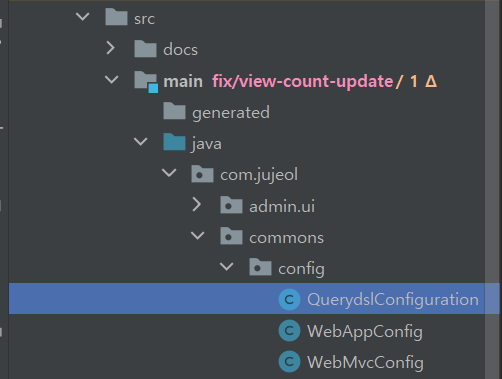 src
docs
main fix/view-count-update/ 1 Δ
generated
java
com.jujeol
admin.ui
commons
config
C QuerydslConfiguration
C WebAppConfig
C WebMvcConfig